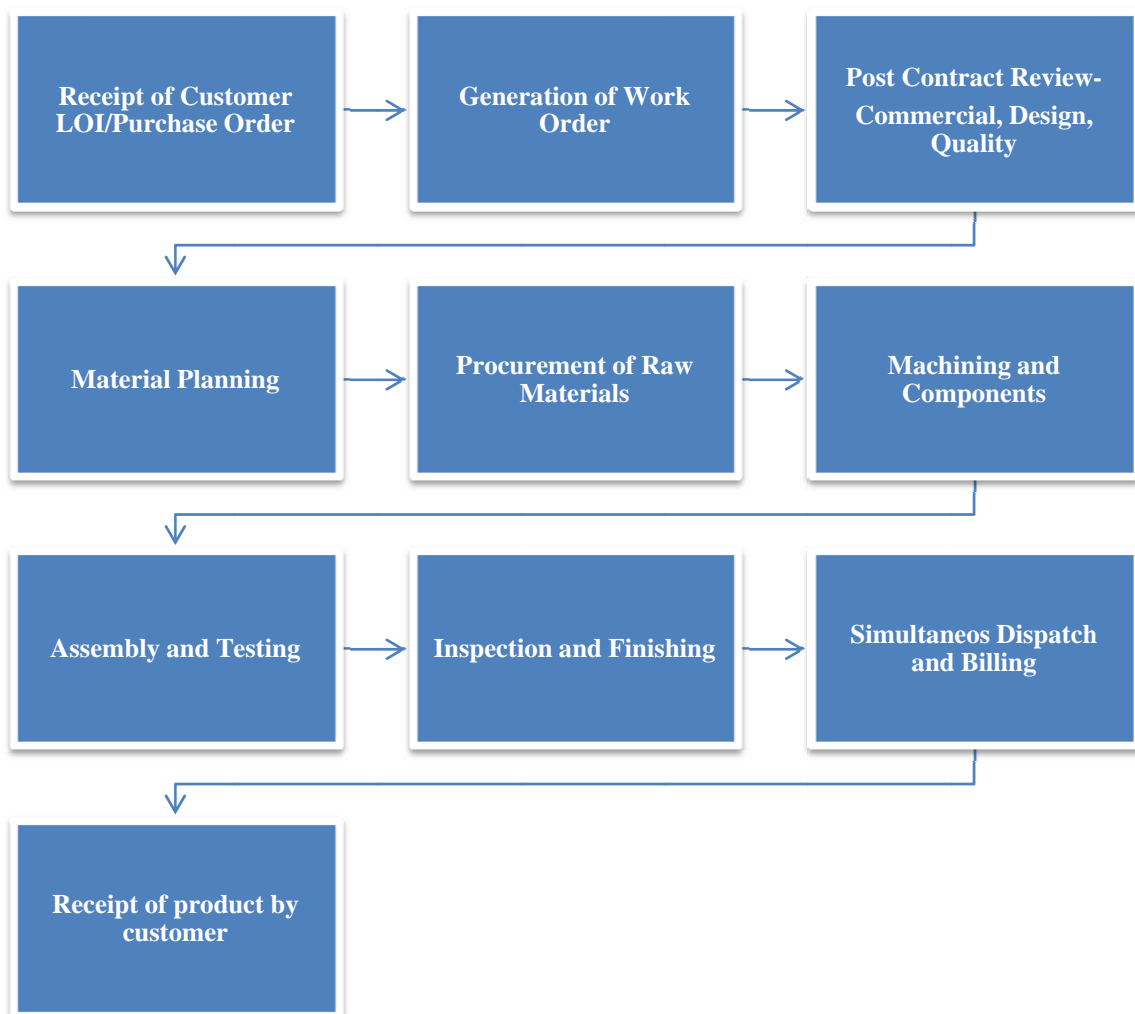 Receipt of Customer
LOI/Purchase Order
Generation of Work
Order
Post Contract Review-
Commercial, Design,
Quality
Material Planning
Procurement of Raw
Materials
Machining and
Components
Assembly and Testing
Inspection and Finishing
Simultaneos Dispatch
and Billing
Receipt of product by
customer